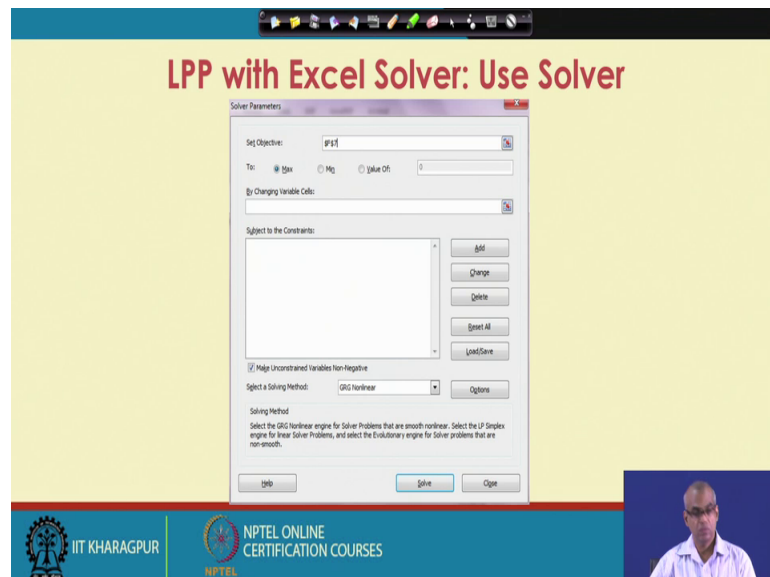 LPP with Excel Solver: Use Solver
Solver Parameters
Set Objective:
$F$7
To:
Max
Min
Value Of:
0
By Changing Variable Cells:
Subject to the Constraints:
Add
Change
Delete
Reset All
Load/Save
Make Unconstrained Variables Non-Negative
Select a Solving Method:
GRG Nonlinear
Options
Solving Method
Select the GRG Nonlinear engine for Solver Problems that are smooth nonlinear. Select the LP Simplex
engine for linear Solver Problems, and select the Evolutionary engine for Solver problems that are
non-smooth.
Help
Solve
Close
IIT KHARAGPUR
NPTEL
NPTEL ONLINE
CERTIFICATION COURSES